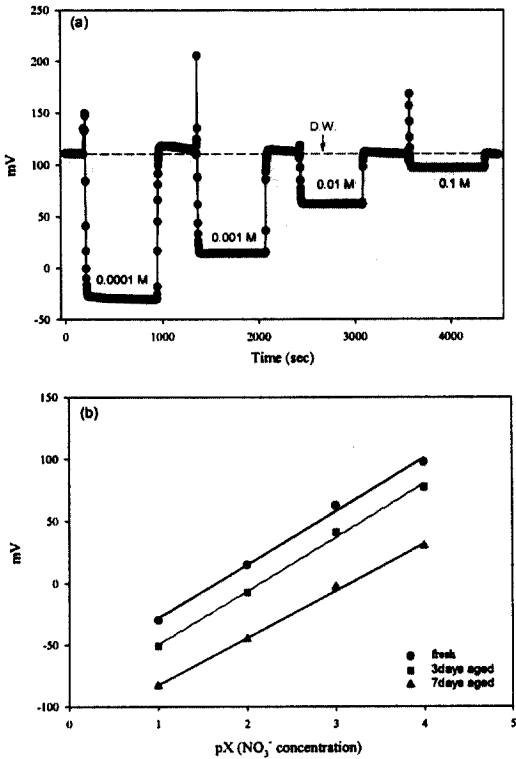 (a)
250
200
150
100
50
0
-50
mV
D.W.
0.0001 M
0.001 M
0.01 M
0.1 M
0 1000 2000 3000 4000
Time (sec)
(b)
150
100
50
0
-50
-100
mV
fresh
3days aged
7days aged
0 1 2 3 4 5
pX (NO₃⁻ concentration)